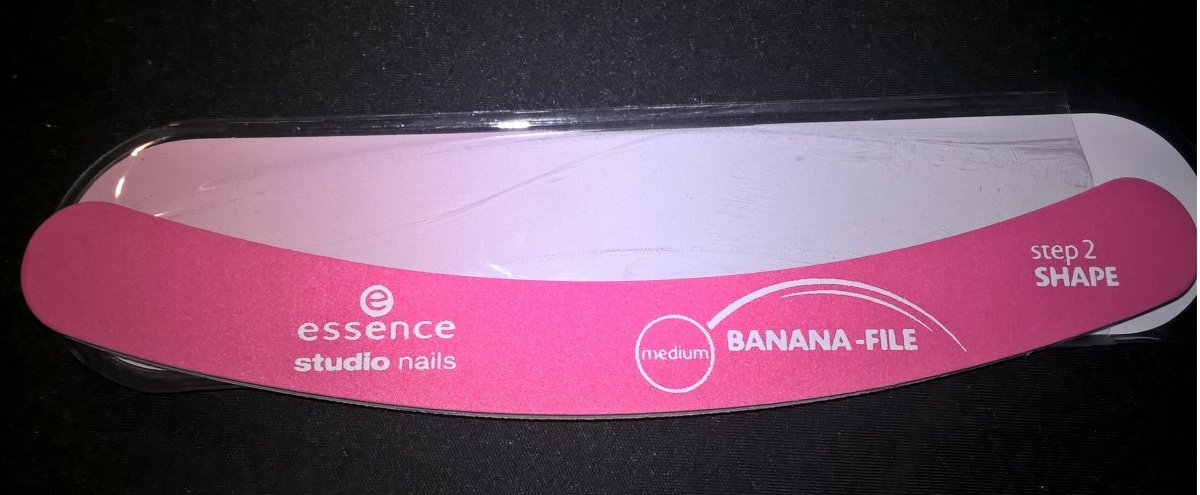 e
essence
studio nails
medium
BANANA-FILE
step 2
SHAPE